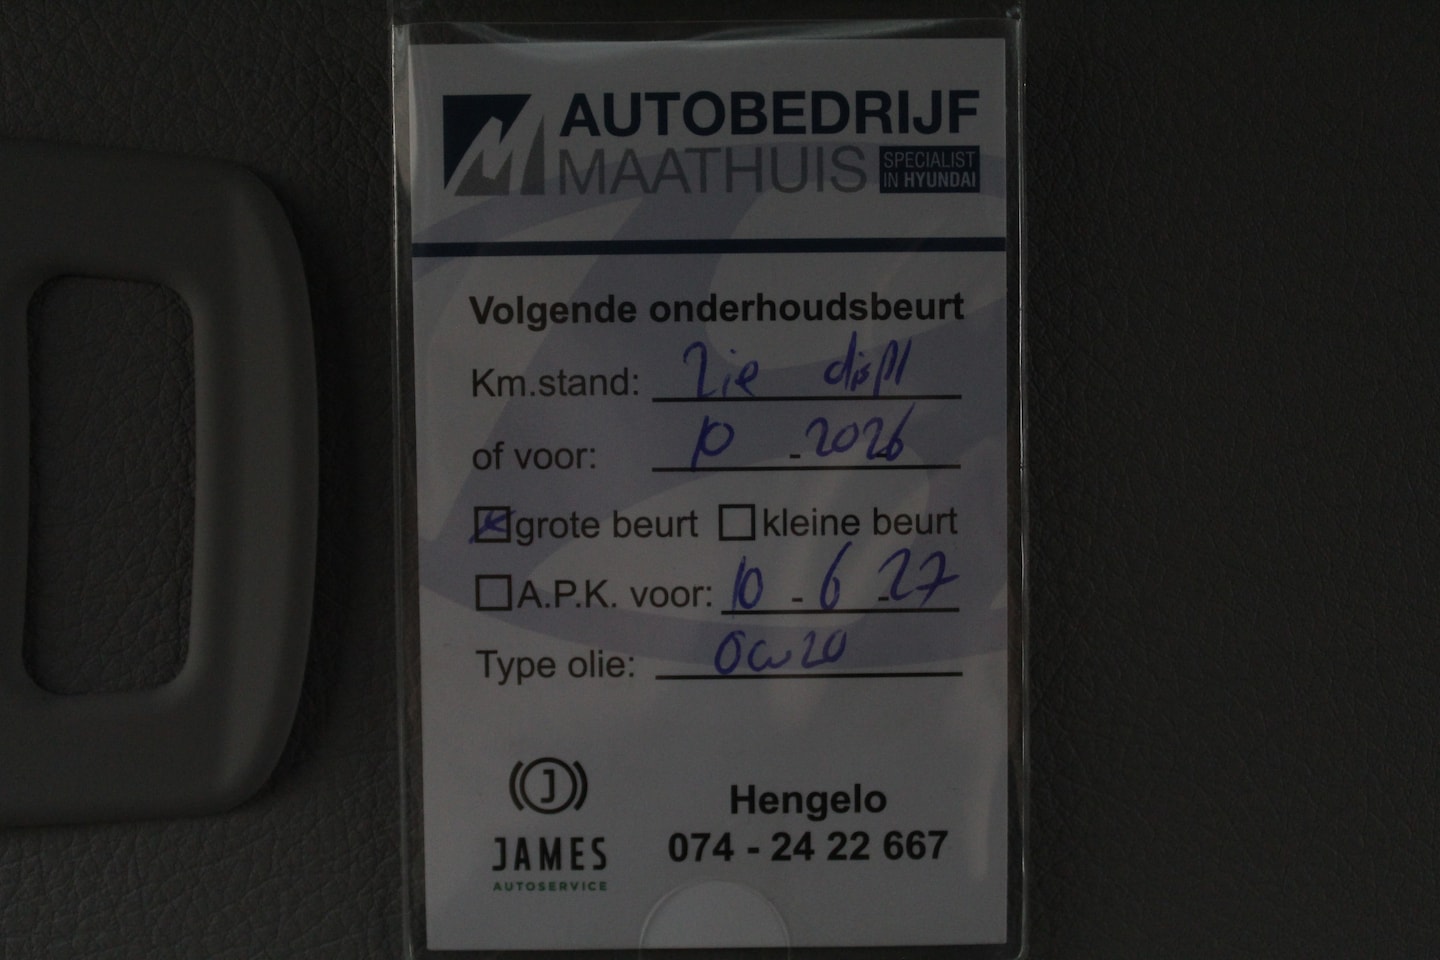 AUTOBEDRIJF
MAATHUIS SPECIALIST IN HYUNDAI
Volgende onderhoudsbeurt
Km.stand: Zie displ
of voor: 10 - 2026
grote beurt kleine beurt
A.P.K. voor: 10 - 6 - 27
Type olie: 0w20
J
JAMES
AUTOSERVICE
Hengelo
074 - 24 22 667